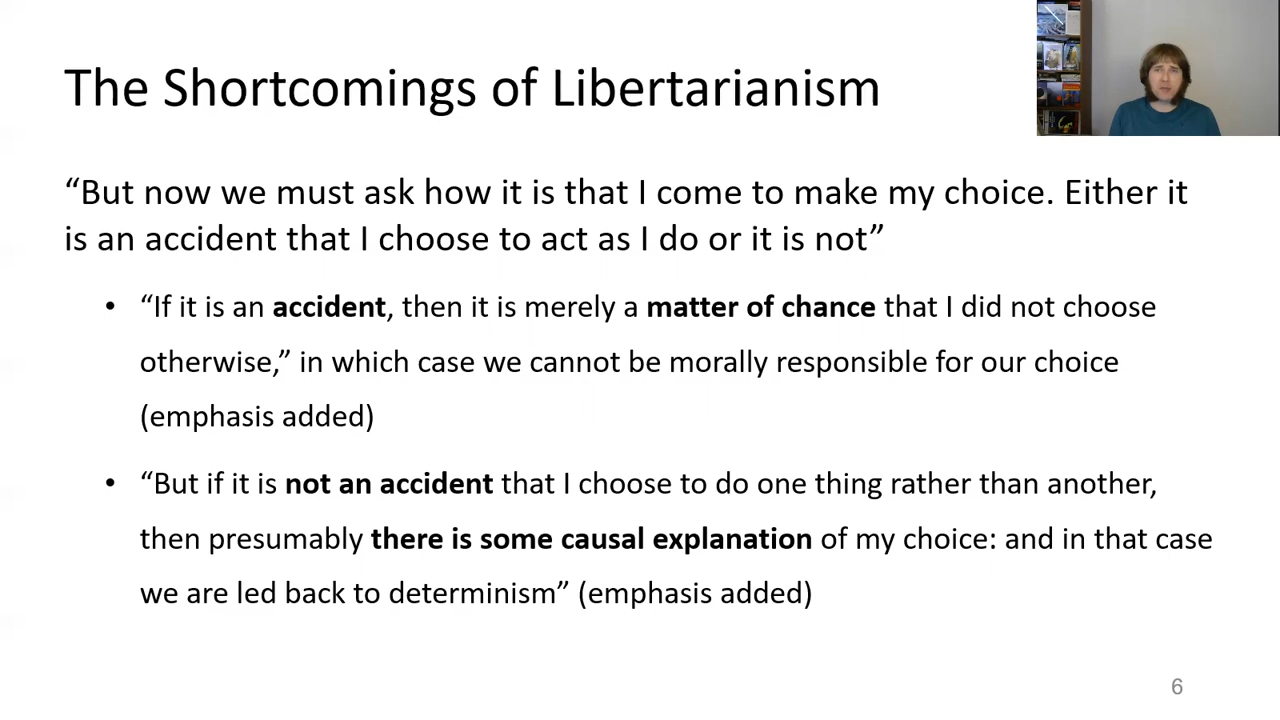 The Shortcomings of Libertarianism
“But now we must ask how it is that I come to make my choice. Either it
is an accident that I choose to act as I do or it is not”
• “If it is an accident, then it is merely a matter of chance that I did not choose
otherwise,” in which case we cannot be morally responsible for our choice
(emphasis added)
• “But if it is not an accident that I choose to do one thing rather than another,
then presumably there is some causal explanation of my choice: and in that case
we are led back to determinism” (emphasis added)
6